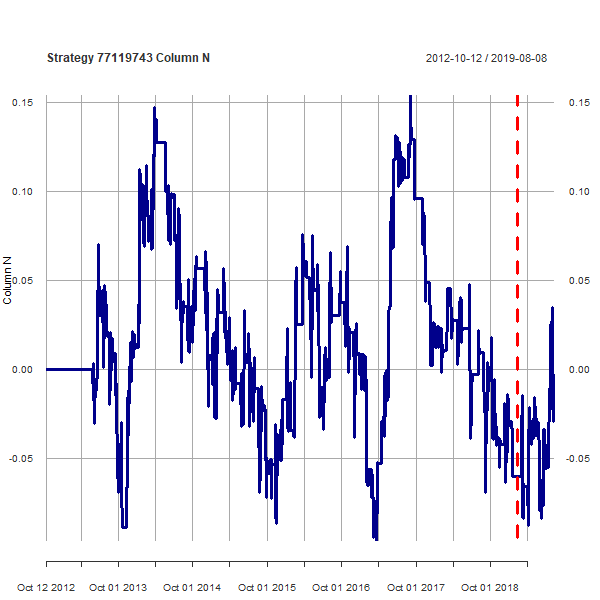 Strategy 77119743 Column N
2012-10-12 / 2019-08-08
0.15 0.15
0.10 0.10
0.05 0.05
0.00 0.00
-0.05 -0.05
Column N
Oct 12 2012 Oct 01 2013 Oct 01 2014 Oct 01 2015 Oct 01 2016 Oct 01 2017 Oct 01 2018